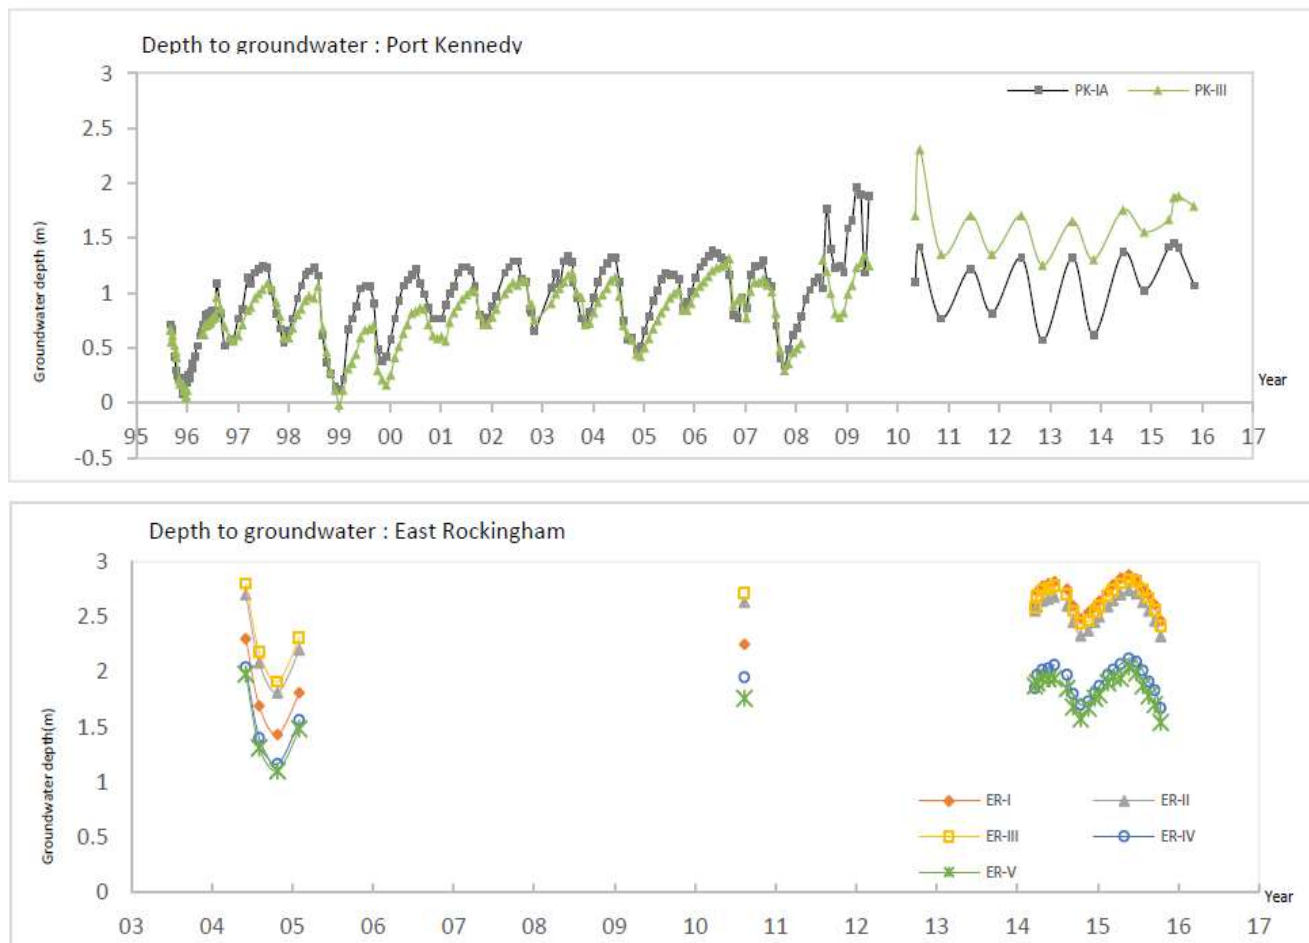 Depth to groundwater : Port Kennedy
3
PK-IA PK-III
2.5
2
1.5
1
0.5
0
-0.5
Groundwater depth (m)
Year
95 96 97 98 99 00 01 02 03 04 05 06 07 08 09 10 11 12 13 14 15 16 17
Depth to groundwater : East Rockingham
3
2.5
2
1.5
1
0.5
0
Groundwater depth(m)
ER-I ER-II
ER-III ER-IV
ER-V
Year
03 04 05 06 07 07 08 09 10 11 12 13 14 15 16 17